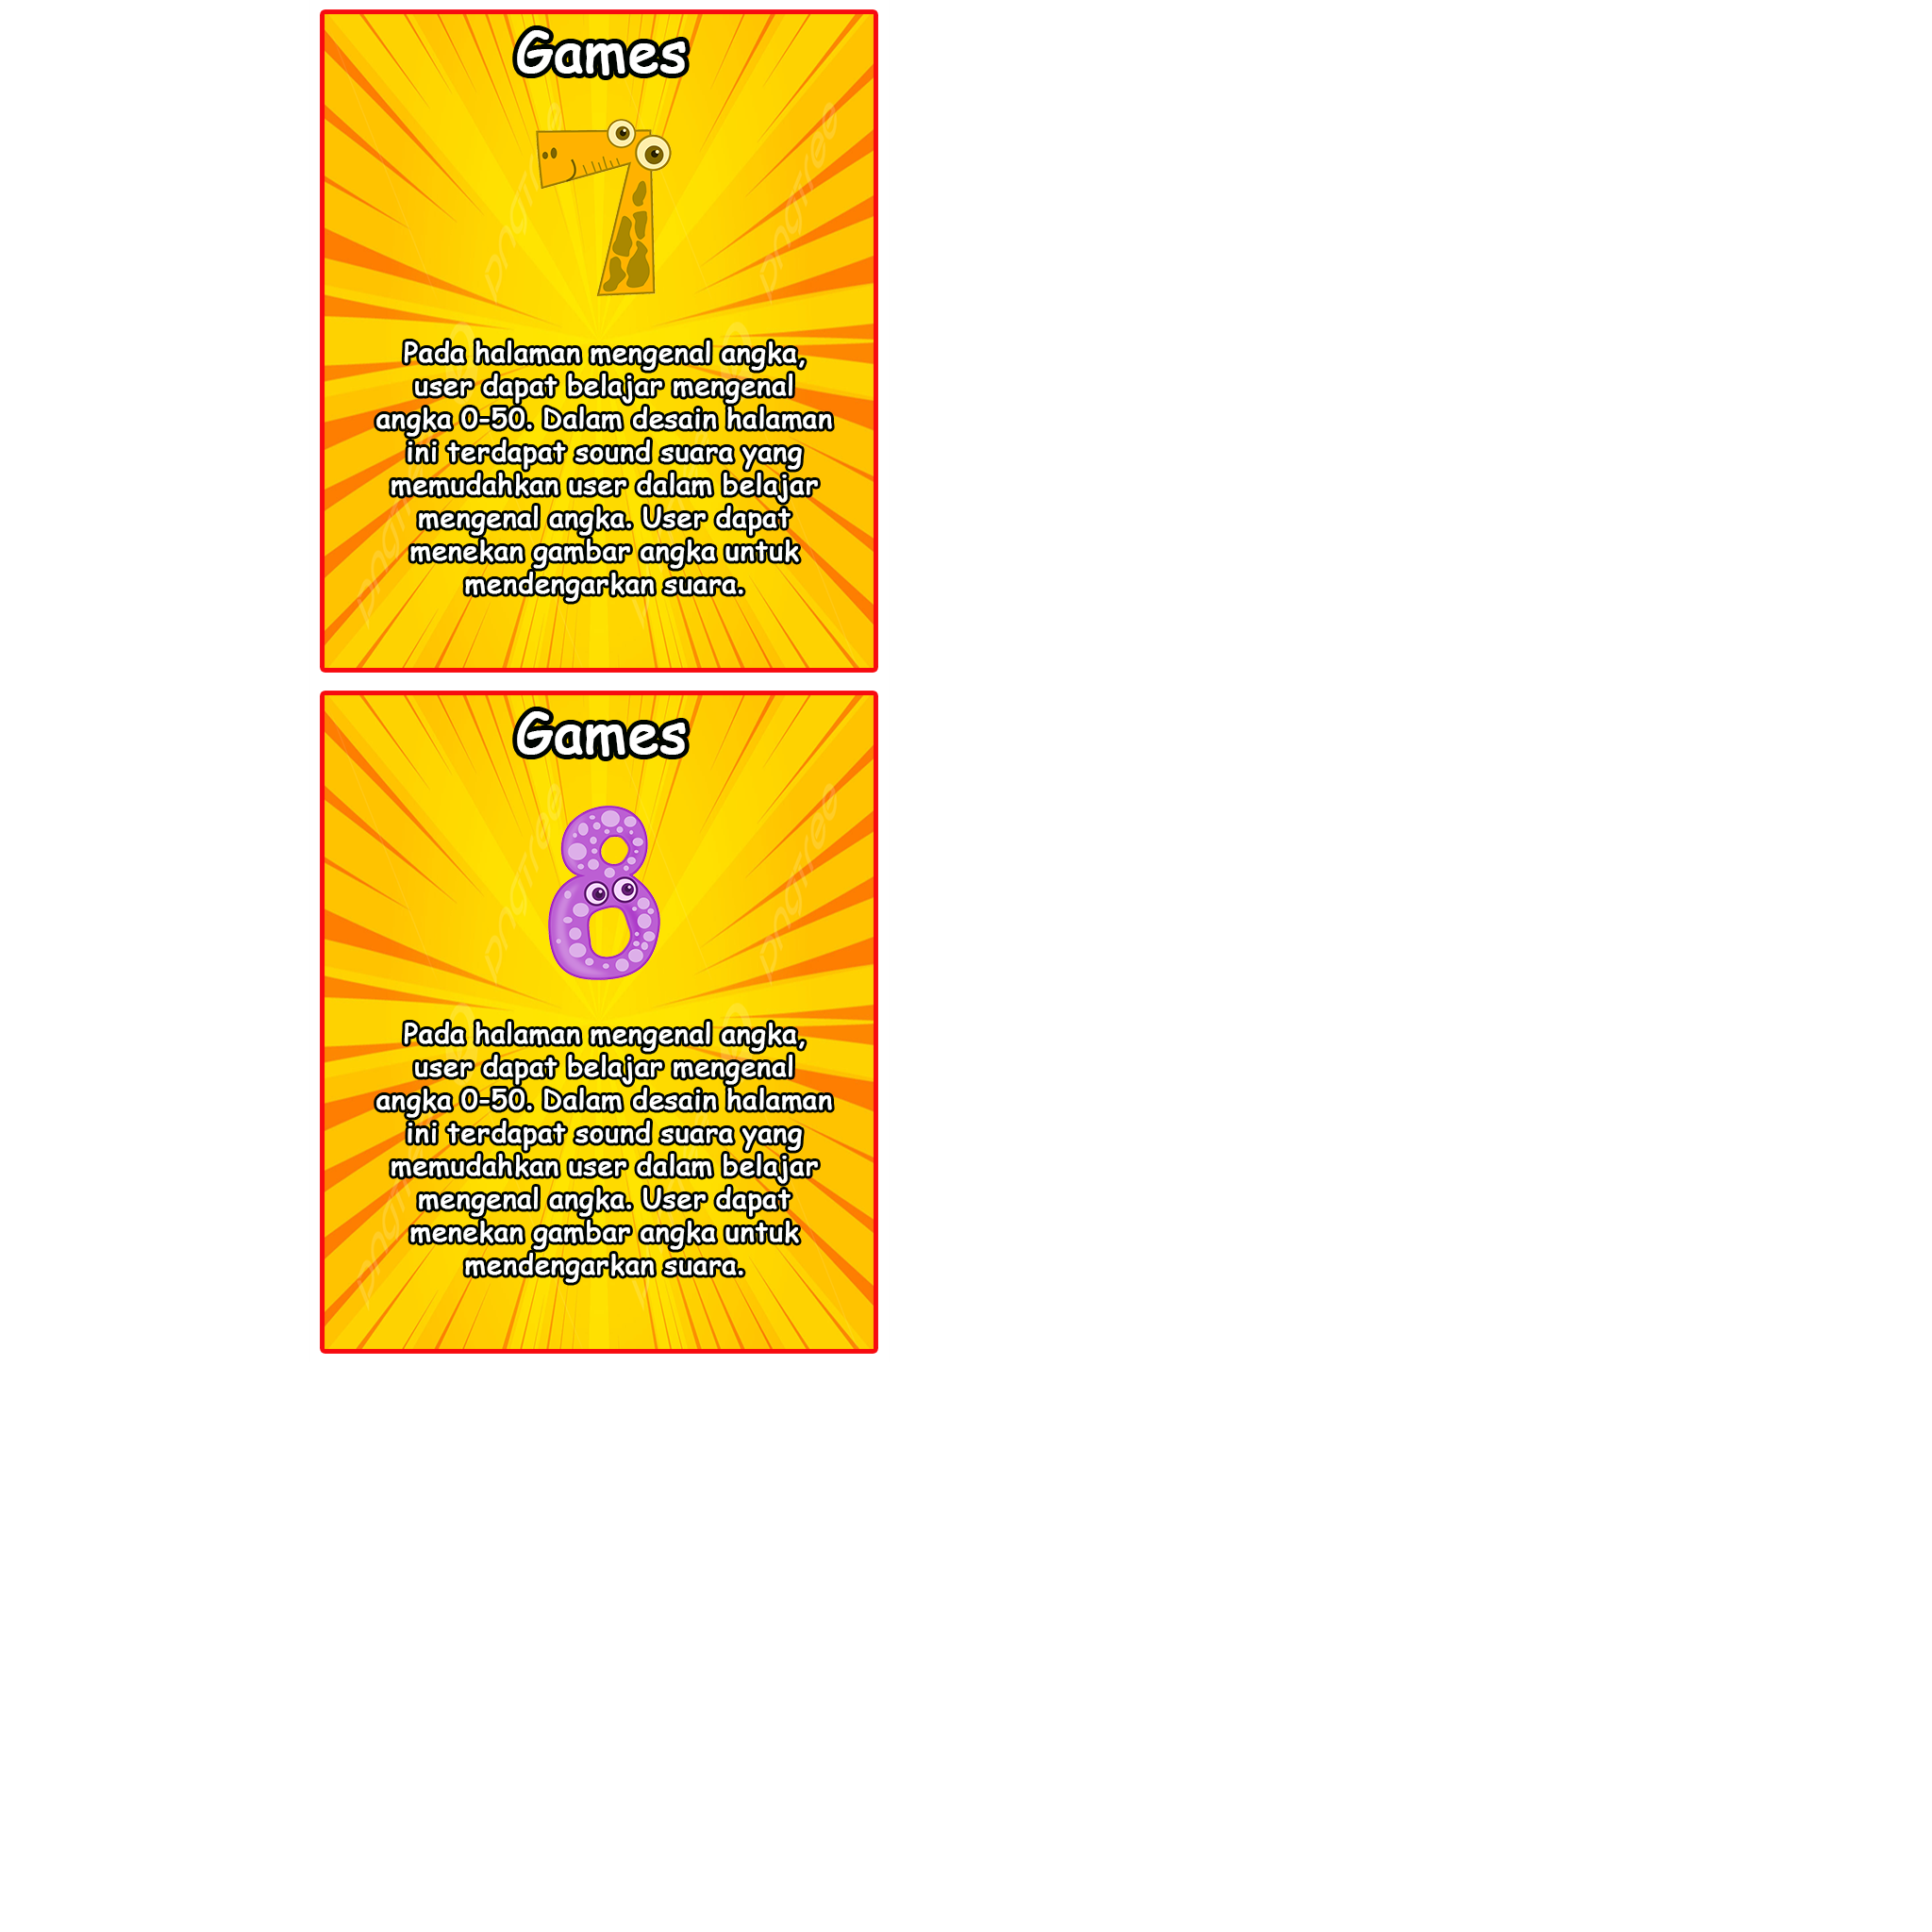 Games
7
Pada halaman mengenal angka,
user dapat belajar mengenal
angka 0-50. Dalam desain halaman
ini terdapat sound suara yang
memudahkan user dalam belajar
mengenal angka. User dapat
menekan gambar angka untuk
mendengarkan suara.
Games
8
Pada halaman mengenal angka,
user dapat belajar mengenal
angka 0-50. Dalam desain halaman
ini terdapat sound suara yang
memudahkan user dalam belajar
mengenal angka. User dapat
menekan gambar angka untuk
mendengarkan suara.
pngtree